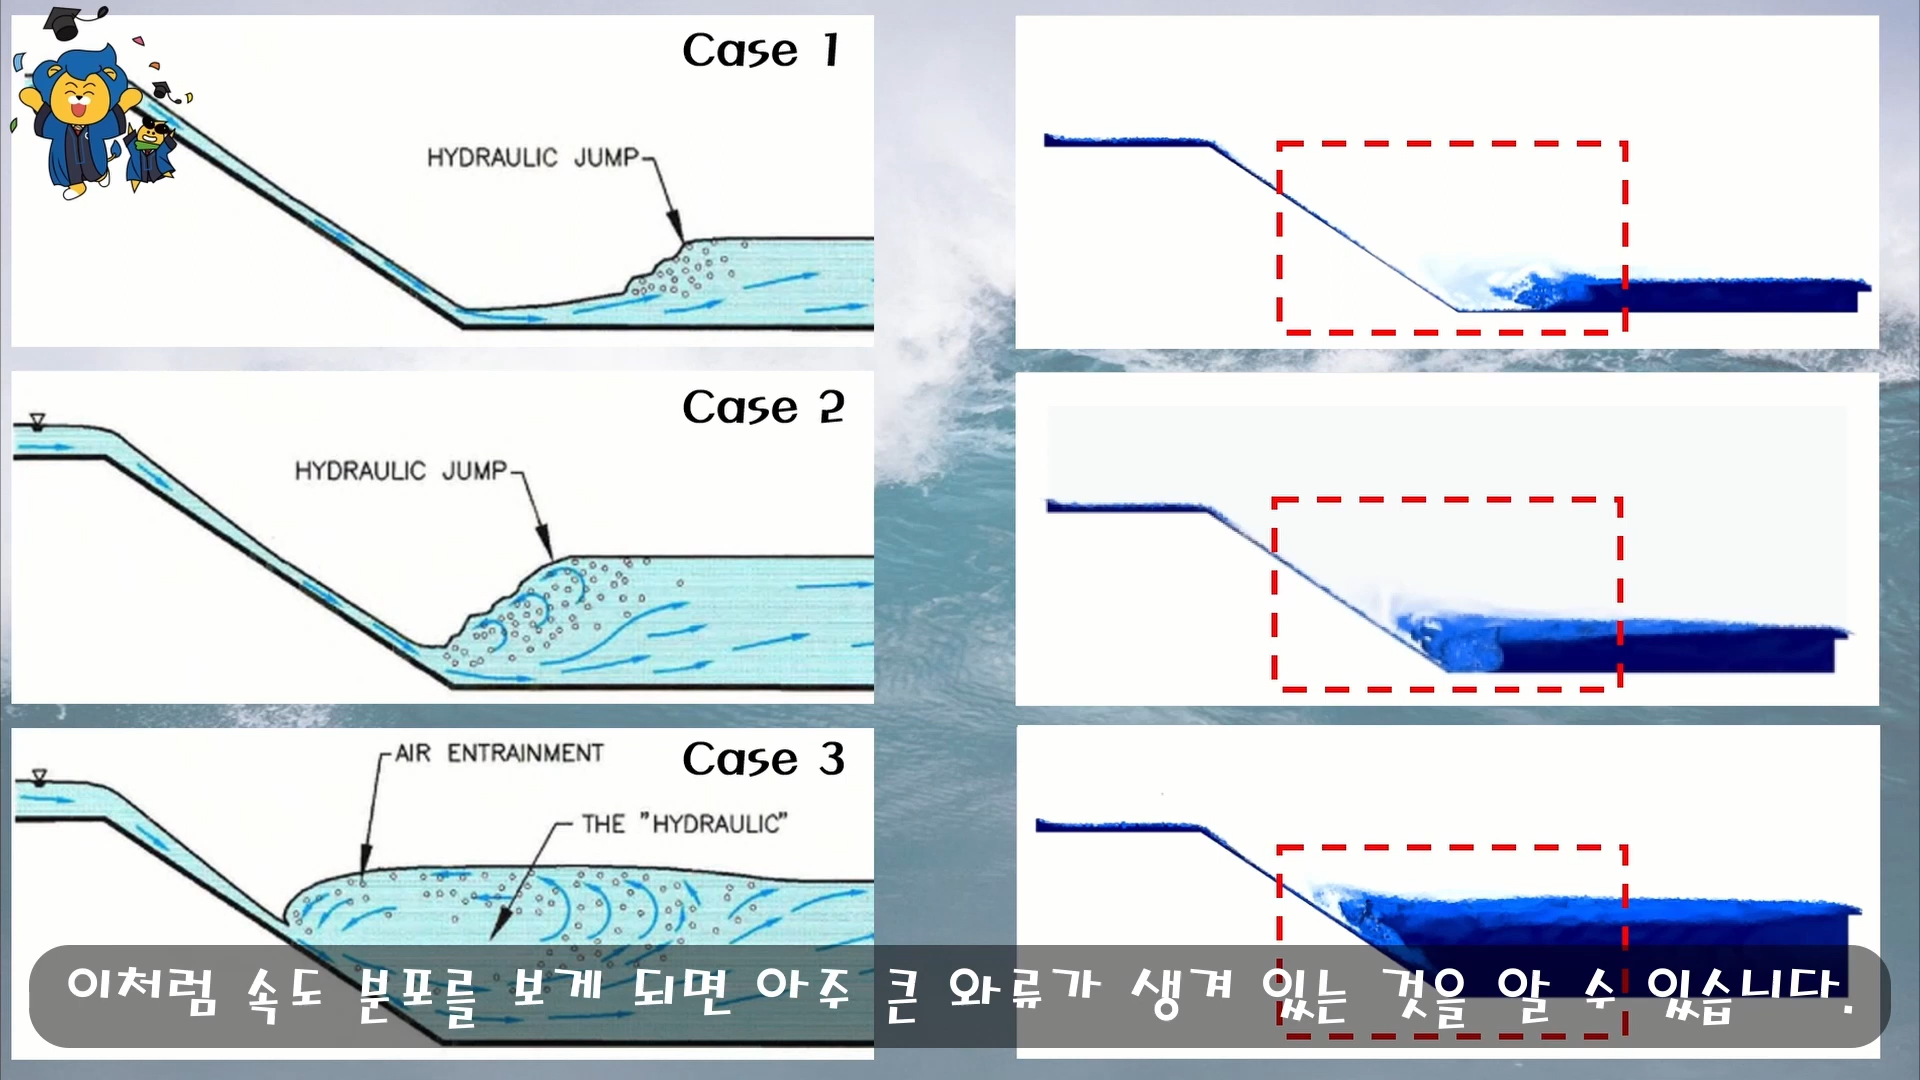 Case 1
HYDRAULIC JUMP
Case 2
HYDRAULIC JUMP
Case 3
AIR ENTRAINMENT
THE "HYDRAULIC"
이처럼 속도 분포를 보게 되면 아주 큰 와류가 생겨 있는 것을 알 수 있습니다.